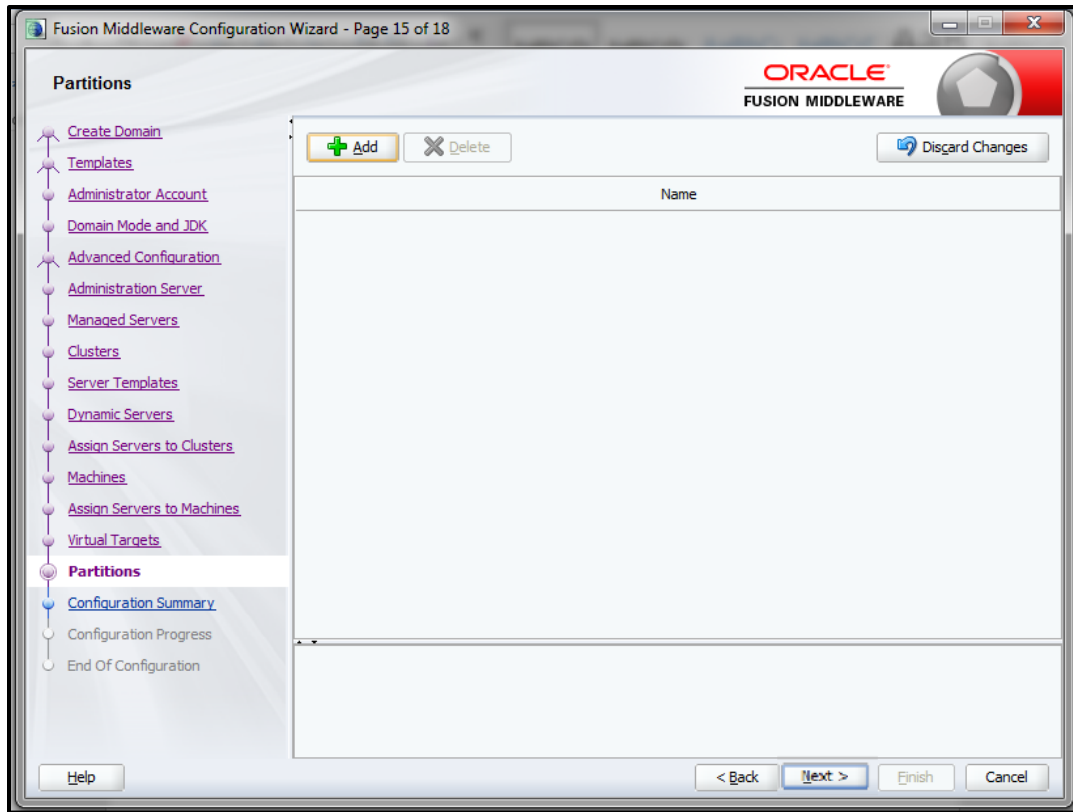 Fusion Middleware Configuration Wizard - Page 15 of 18
Partitions
ORACLE
FUSION MIDDLEWARE
Create Domain
Templates
Administrator Account
Domain Mode and JDK
Advanced Configuration
Administration Server
Managed Servers
Clusters
Server Templates
Dynamic Servers
Assign Servers to Clusters
Machines
Assign Servers to Machines
Virtual Targets
Partitions
Configuration Summary
Configuration Progress
End Of Configuration
Add Delete Discard Changes
Name
Help < Back Next > Finish Cancel